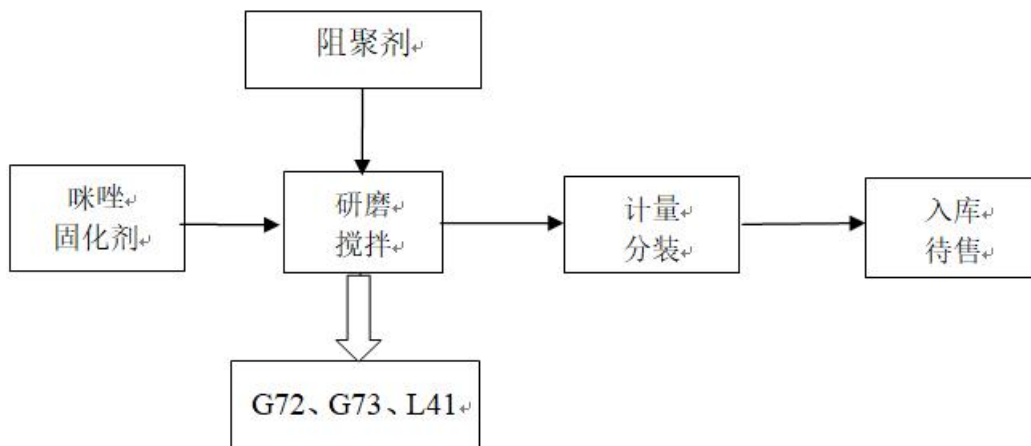 阻聚剂
咪唑
固化剂
研磨
搅拌
计量
分装
入库
待售
G72、G73、L41